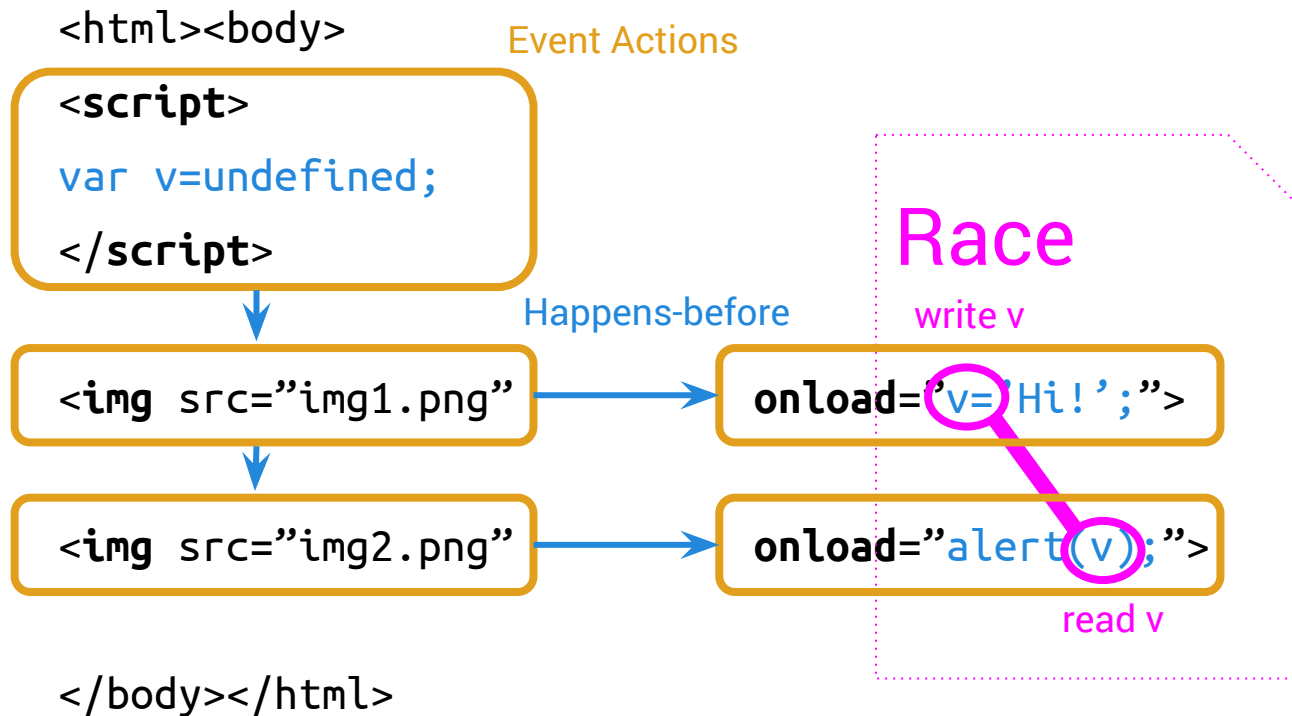 <html><body>
Event Actions
<script>
var v=undefined;
</script>
Race
Happens-before
write v
<img src=”img1.png”
onload=”v=’Hi!’;”>
<img src=”img2.png”
onload=”alert(v);”>
read v
</body></html>